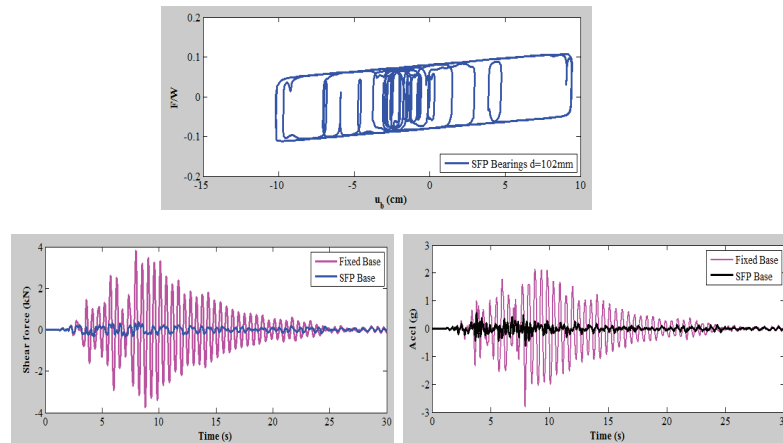 0.2
0.1
0
-0.1
-0.2
F/W
SFP Bearings d=102mm
-15 -10 -5 0 5 10
u_b (cm)
4
2
0
-2
-4
Shear force (kN)
Fixed Base
SFP Base
0 5 10 15 20 25 30
Time (s)
3
2
1
0
-1
-2
-3
Accl (g)
Fixed Base
SFP Base
0 5 10 15 20 25 30
Time (s)